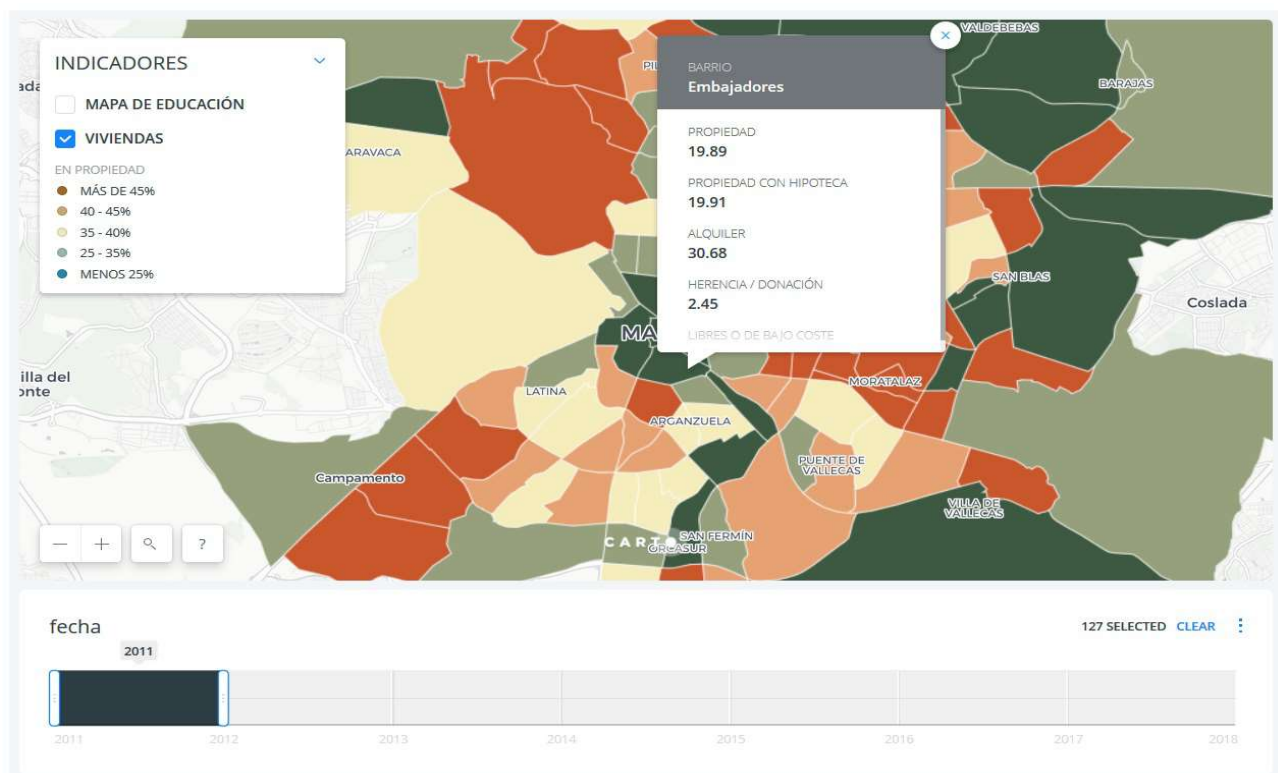 INDICADORES
MAPA DE EDUCACIÓN
VIVIENDAS
EN PROPIEDAD
MÁS DE 45%
40 - 45%
35 - 40%
25 - 35%
MENOS 25%
BARRIO
Embajadores
PROPIEDAD
19.89
PROPIEDAD CON HIPOTECA
19.91
ALQUILER
30.68
HERENCIA / DONACIÓN
2.45
LIBRES O DE BAJO COSTE
VALDEBEBAS
BARAJAS
ARAVACA
SAN BLAS
Coslada
MA
illa del
onte
LATINA
MORATALAZ
ARGANZUELA
PUENTE DE
VALLECAS
Campamento
VILLA DE
VALLECAS
SAN FERMÍN
ORCASUR
CARTO
?
fecha
127 SELECTED CLEAR
2011
2011 2012 2013 2014 2015 2016 2017 2018